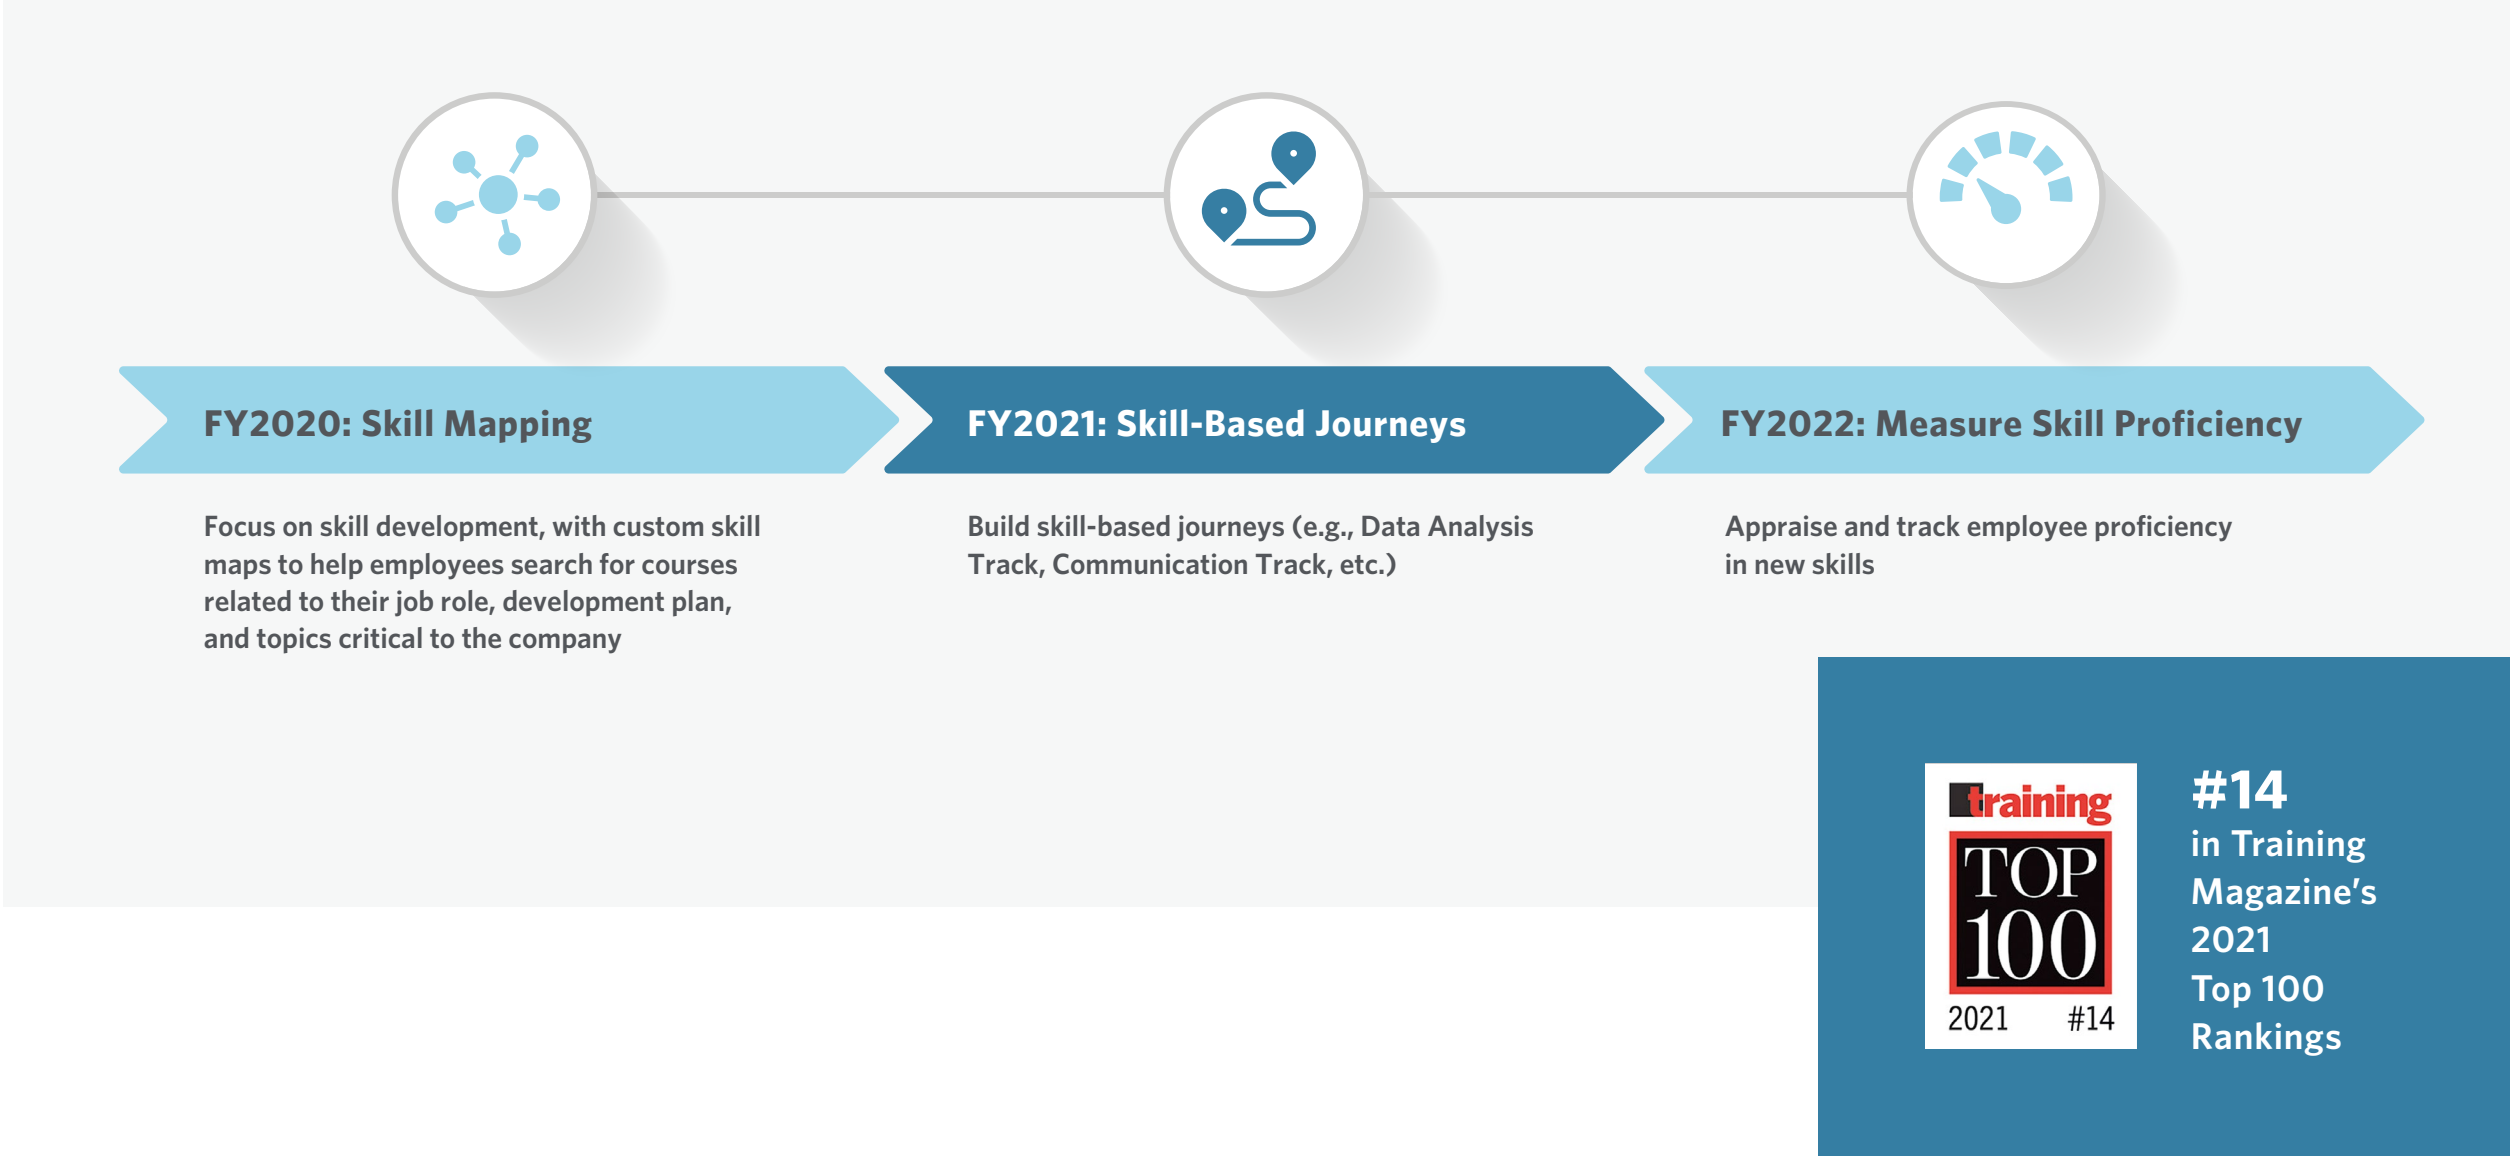 FY2020: Skill Mapping
Focus on skill development, with custom skill
maps to help employees search for courses
related to their job role, development plan,
and topics critical to the company
FY2021: Skill-Based Journeys
Build skill-based journeys (e.g., Data Analysis
Track, Communication Track, etc.)
FY2022: Measure Skill Proficiency
Appraise and track employee proficiency
in new skills
training
TOP
100
2021 #14
#14
in Training
Magazine’s
2021
Top 100
Rankings